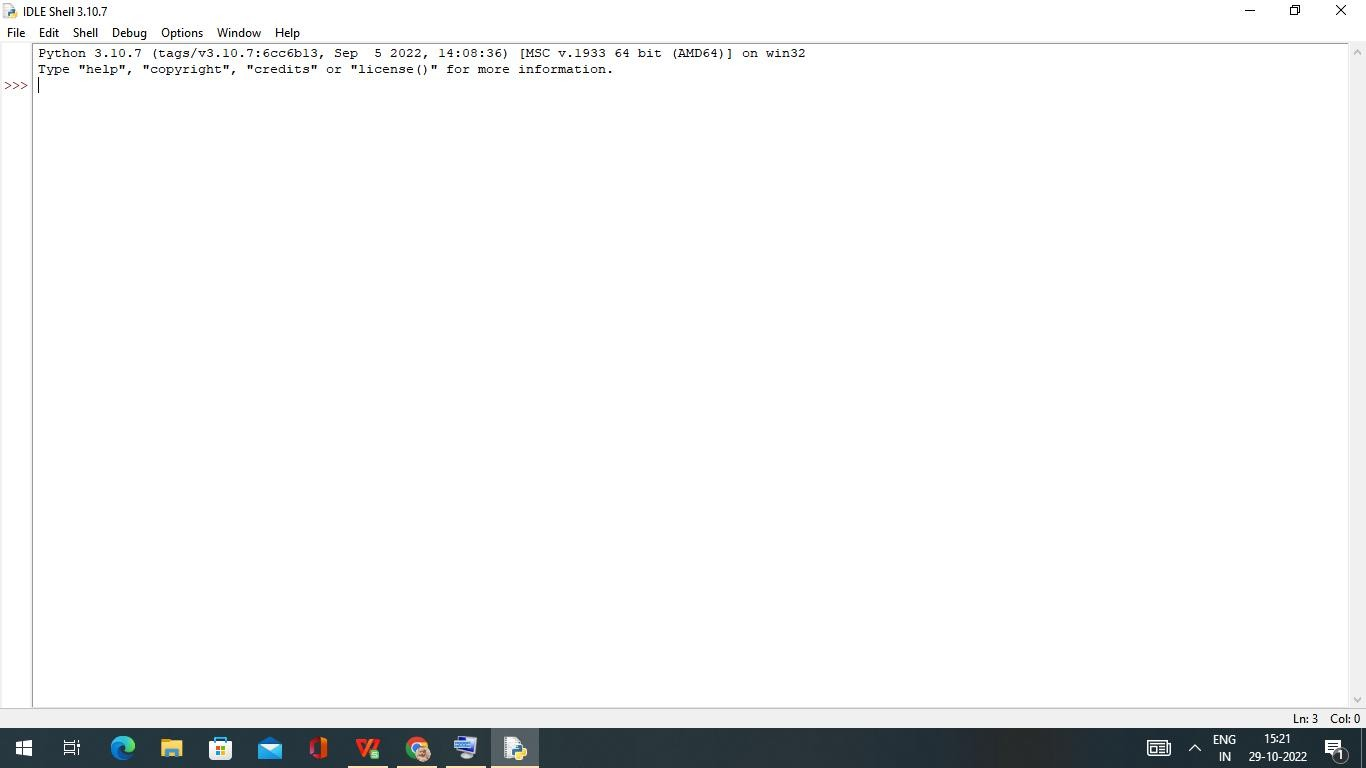 IDLE Shell 3.10.7
File Edit Shell Debug Options Window Help
Python 3.10.7 (tags/v3.10.7:6cc6b13, Sep  5 2022, 14:08:36) [MSC v.1933 64 bit (AMD64)] on win32
Type "help", "copyright", "credits" or "license()" for more information.
>>>
Ln: 3 Col: 0
ENG 15:21
IN 29-10-2022 1